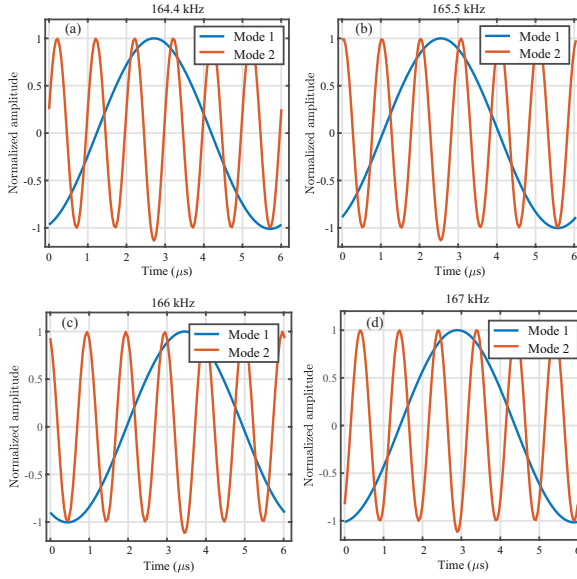 164.4 kHz
(a)
Mode 1
Mode 2
Normalized amplitude
1
0.5
0
-0.5
-1
0 1 2 3 4 5 6
Time (μs)
165.5 kHz
(b)
Mode 1
Mode 2
Normalized amplitude
1
0.5
0
-0.5
-1
0 1 2 3 4 5 6
Time (μs)
166 kHz
(c)
Mode 1
Mode 2
Normalized amplitude
1
0.5
0
-0.5
-1
0 1 2 3 4 5 6
Time (μs)
167 kHz
(d)
Mode 1
Mode 2
Normalized amplitude
1
0.5
0
-0.5
-1
0 1 2 3 4 5 6
Time (μs)